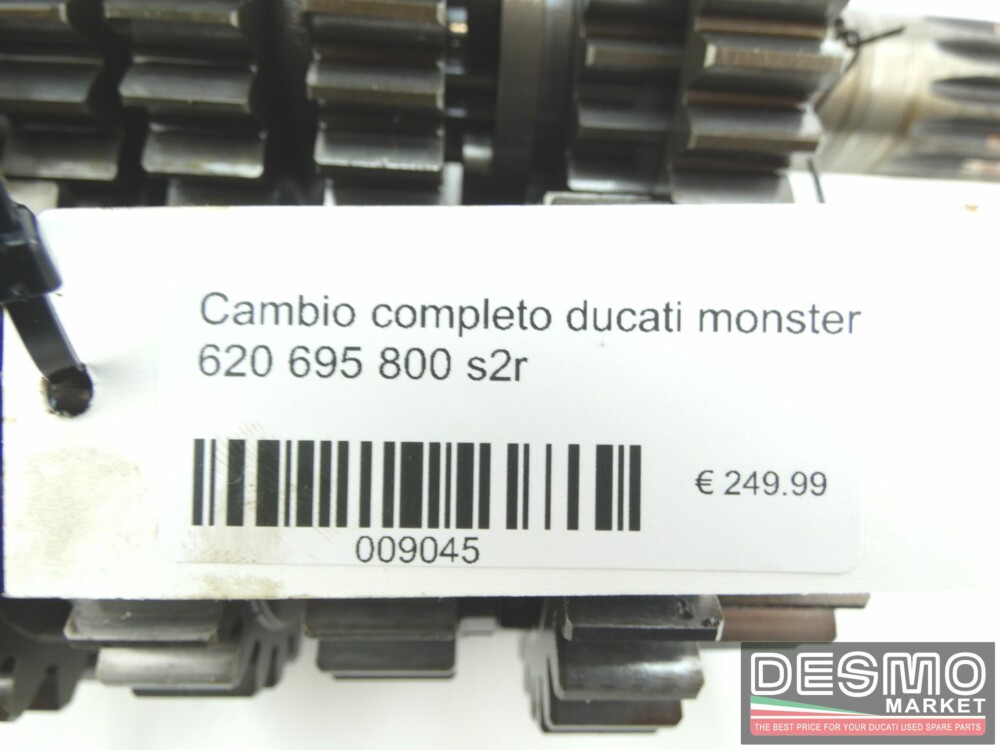 Cambio completo ducati monster
620 695 800 s2r
€ 249.99
009045
DESMO
MARKET
THE BEST PRICE FOR YOUR DUCATI USED SPARE PARTS